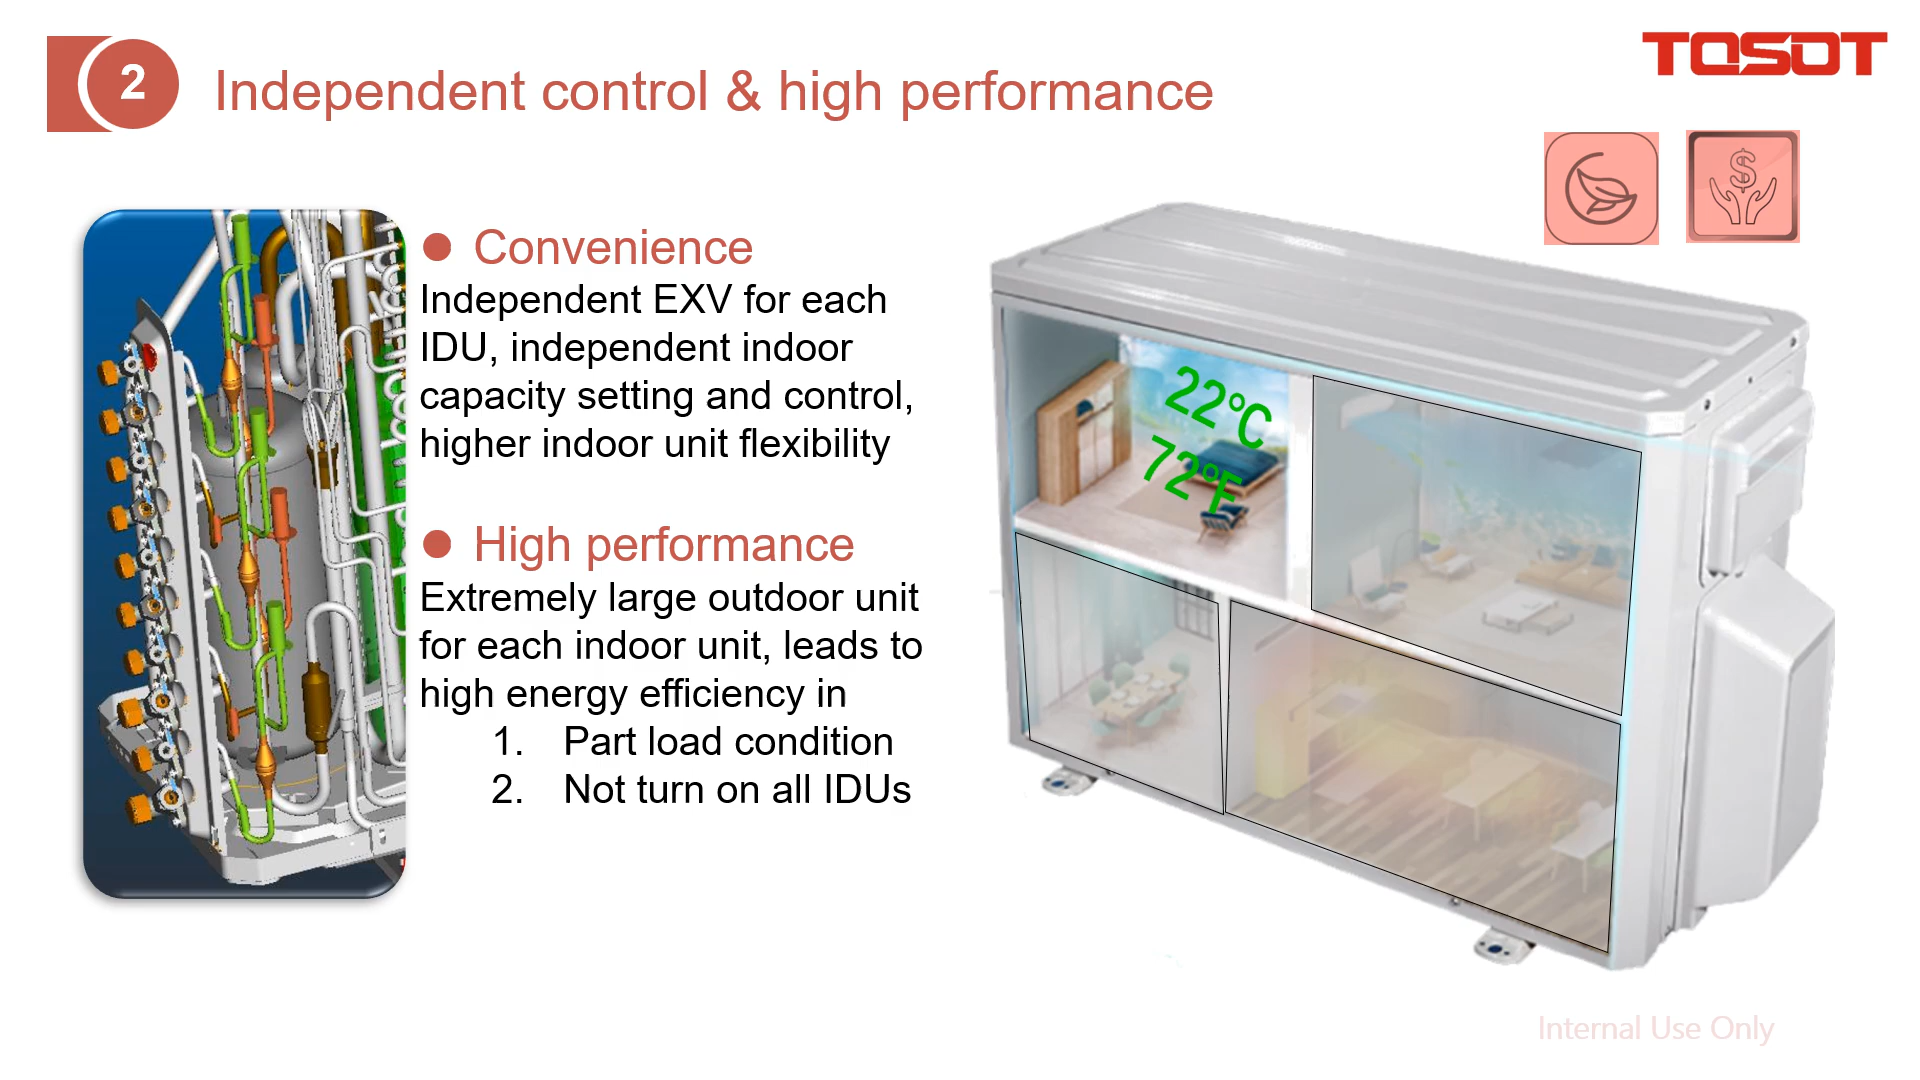 2
Independent control & high performance
TOSOT
● Convenience
Independent EXV for each
IDU, independent indoor
capacity setting and control,
higher indoor unit flexibility
● High performance
Extremely large outdoor unit
for each indoor unit, leads to
high energy efficiency in
1. Part load condition
2. Not turn on all IDUs
$
22°C
72°F
Internal Use Only